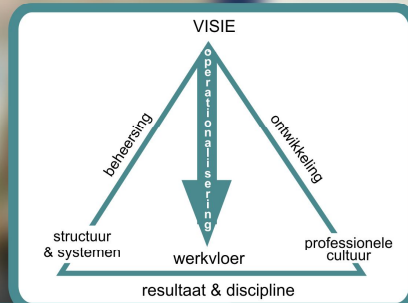 VISIE
operationalisering
beheersing
ontwikkeling
structuur
& systemen
werkvloer
professionele
cultuur
resultaat & discipline